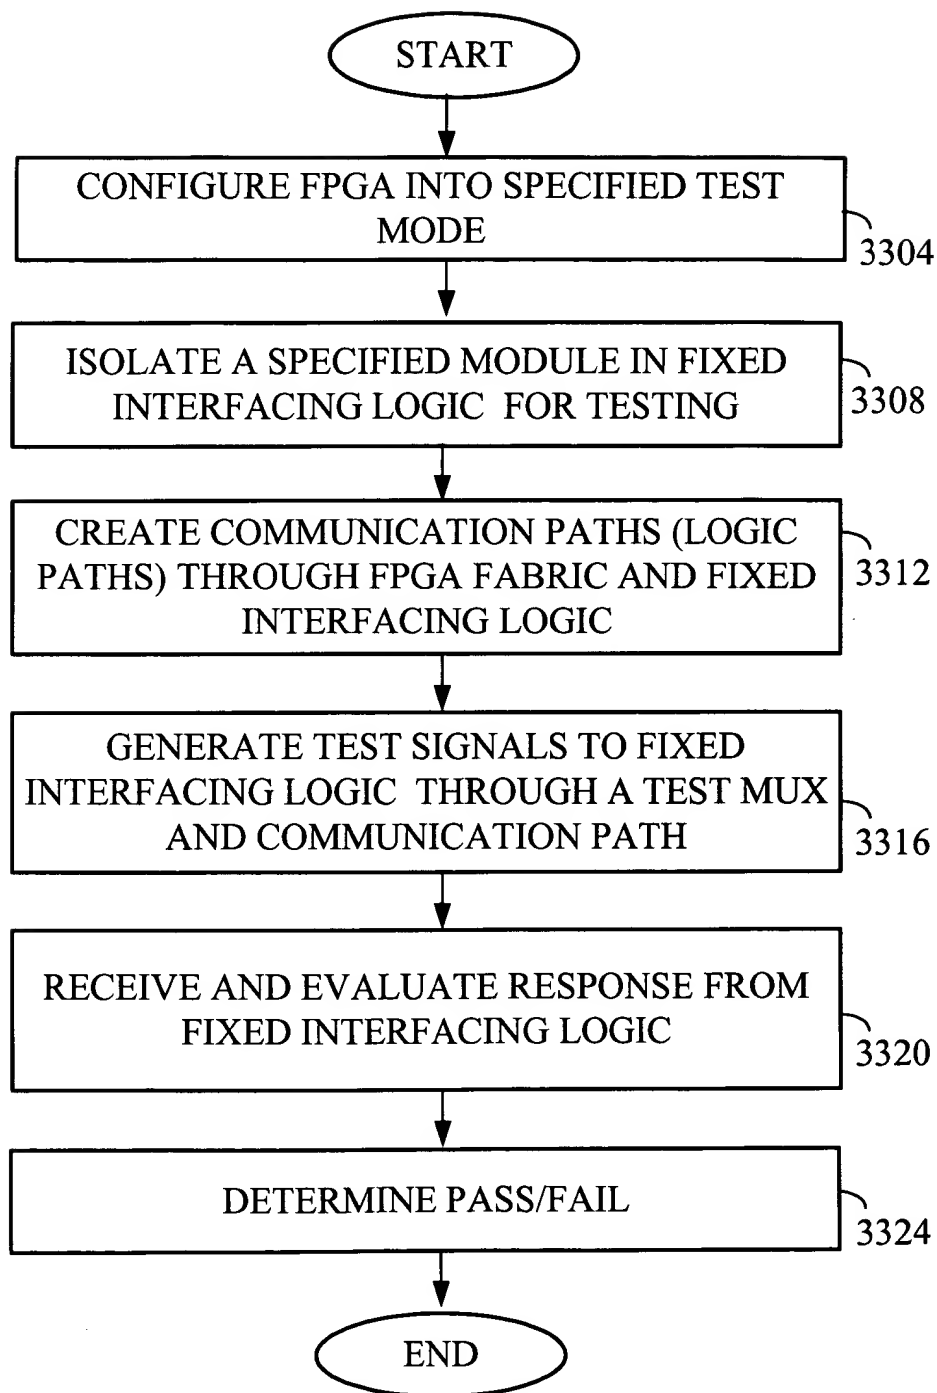 START
CONFIGURE FPGA INTO SPECIFIED TEST
MODE
3304
ISOLATE A SPECIFIED MODULE IN FIXED
INTERFACING LOGIC FOR TESTING
3308
CREATE COMMUNICATION PATHS (LOGIC
PATHS) THROUGH FPGA FABRIC AND FIXED
INTERFACING LOGIC
3312
GENERATE TEST SIGNALS TO FIXED
INTERFACING LOGIC THROUGH A TEST MUX
AND COMMUNICATION PATH
3316
RECEIVE AND EVALUATE RESPONSE FROM
FIXED INTERFACING LOGIC
3320
DETERMINE PASS/FAIL
3324
END